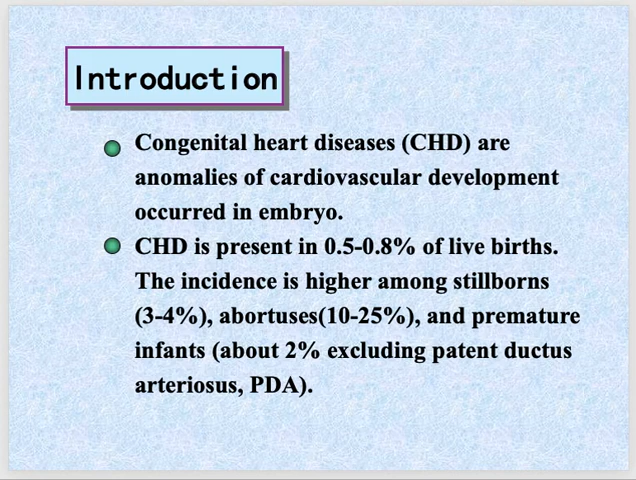 Introduction
Congenital heart diseases (CHD) are
anomalies of cardiovascular development
occurred in embryo.
CHD is present in 0.5-0.8% of live births.
The incidence is higher among stillborns
(3-4%), abortuses(10-25%), and premature
infants (about 2% excluding patent ductus
arteriosus, PDA).